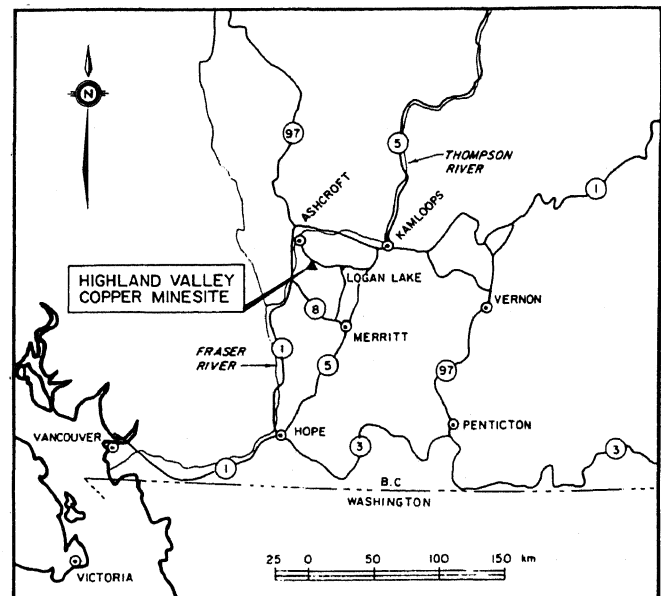 N
97
5
THOMPSON
RIVER
1
ASHCROFT
KAMLOOPS
HIGHLAND VALLEY
COPPER MINESITE
LOGAN LAKE
VERNON
8
MERRITT
FRASER
RIVER
1
5
97
HOPE
PENTICTON
VANCOUVER
3
3
1
B.C
WASHINGTON
25 0 50 100 150 km
VICTORIA